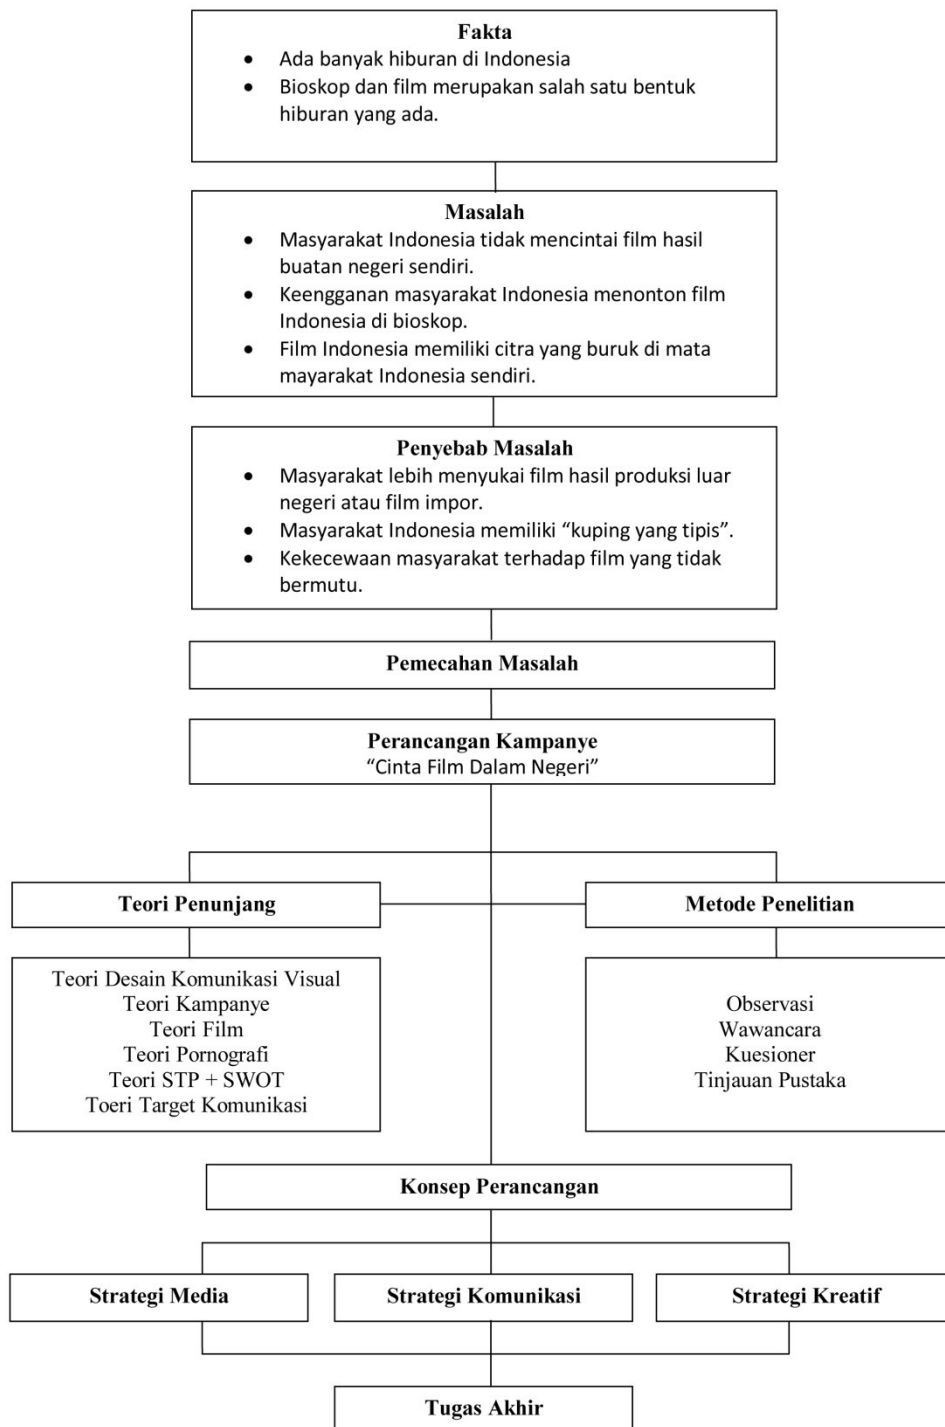 Fakta
• Ada banyak hiburan di Indonesia
• Bioskop dan film merupakan salah satu bentuk
hiburan yang ada.
Masalah
• Masyarakat Indonesia tidak mencintai film hasil
buatan negeri sendiri.
• Keengganan masyarakat Indonesia menonton film
Indonesia di bioskop.
• Film Indonesia memiliki citra yang buruk di mata
mayarakat Indonesia sendiri.
Penyebab Masalah
• Masyarakat lebih menyukai film hasil produksi luar
negeri atau film impor.
• Masyarakat Indonesia memiliki “kuping yang tipis”.
• Kekecewaan masyarakat terhadap film yang tidak
bermutu.
Pemecahan Masalah
Perancangan Kampanye
“Cinta Film Dalam Negeri”
Teori Penunjang
Metode Penelitian
Teori Desain Komunikasi Visual
Teori Kampanye
Teori Film
Teori Pornografi
Teori STP + SWOT
Toeri Target Komunikasi
Observasi
Wawancara
Kuesioner
Tinjauan Pustaka
Konsep Perancangan
Strategi Media
Strategi Komunikasi
Strategi Kreatif
Tugas Akhir